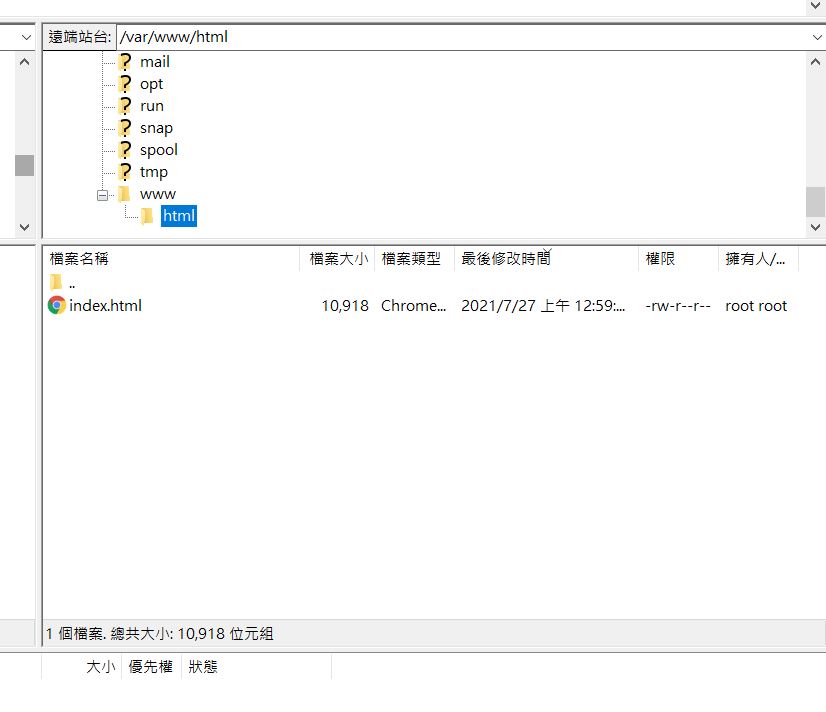 遠端站台: /var/www/html
? mail
? opt
? run
? snap
? spool
? tmp
www
html
檔案名稱 檔案大小 檔案類型 最後修改時間 權限 擁有人/...
..
index.html 10,918 Chrome... 2021/7/27 上午 12:59:... -rw-r--r-- root root
1 個檔案. 總共大小: 10,918 位元組
大小 優先權 狀態